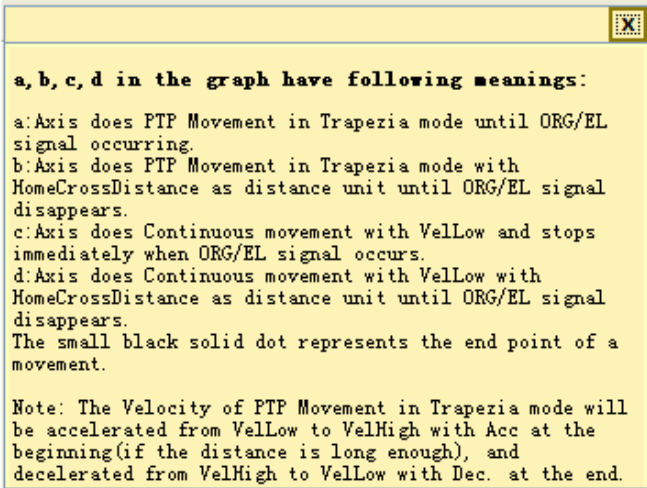 X
a,b,c,d in the graph have following meanings:
a:Axis does PTP Movement in Trapezia mode until ORG/EL
signal occurring.
b:Axis does PTP Movement in Trapezia mode with
HomeCrossDistance as distance unit until ORG/EL signal
disappears.
c:Axis does Continuous movement with VelLow and stops
immediately when ORG/EL signal occurs.
d:Axis does Continuous movement with VelLow with
HomeCrossDistance as distance unit until ORG/EL signal
disappears.
The small black solid dot represents the end point of a
movement.
Note: The Velocity of PTP Movement in Trapezia mode will
be accelerated from VelLow to VelHigh with Acc at the
beginning(if the distance is long enough), and
decelerated from VelHigh to VelLow with Dec. at the end.